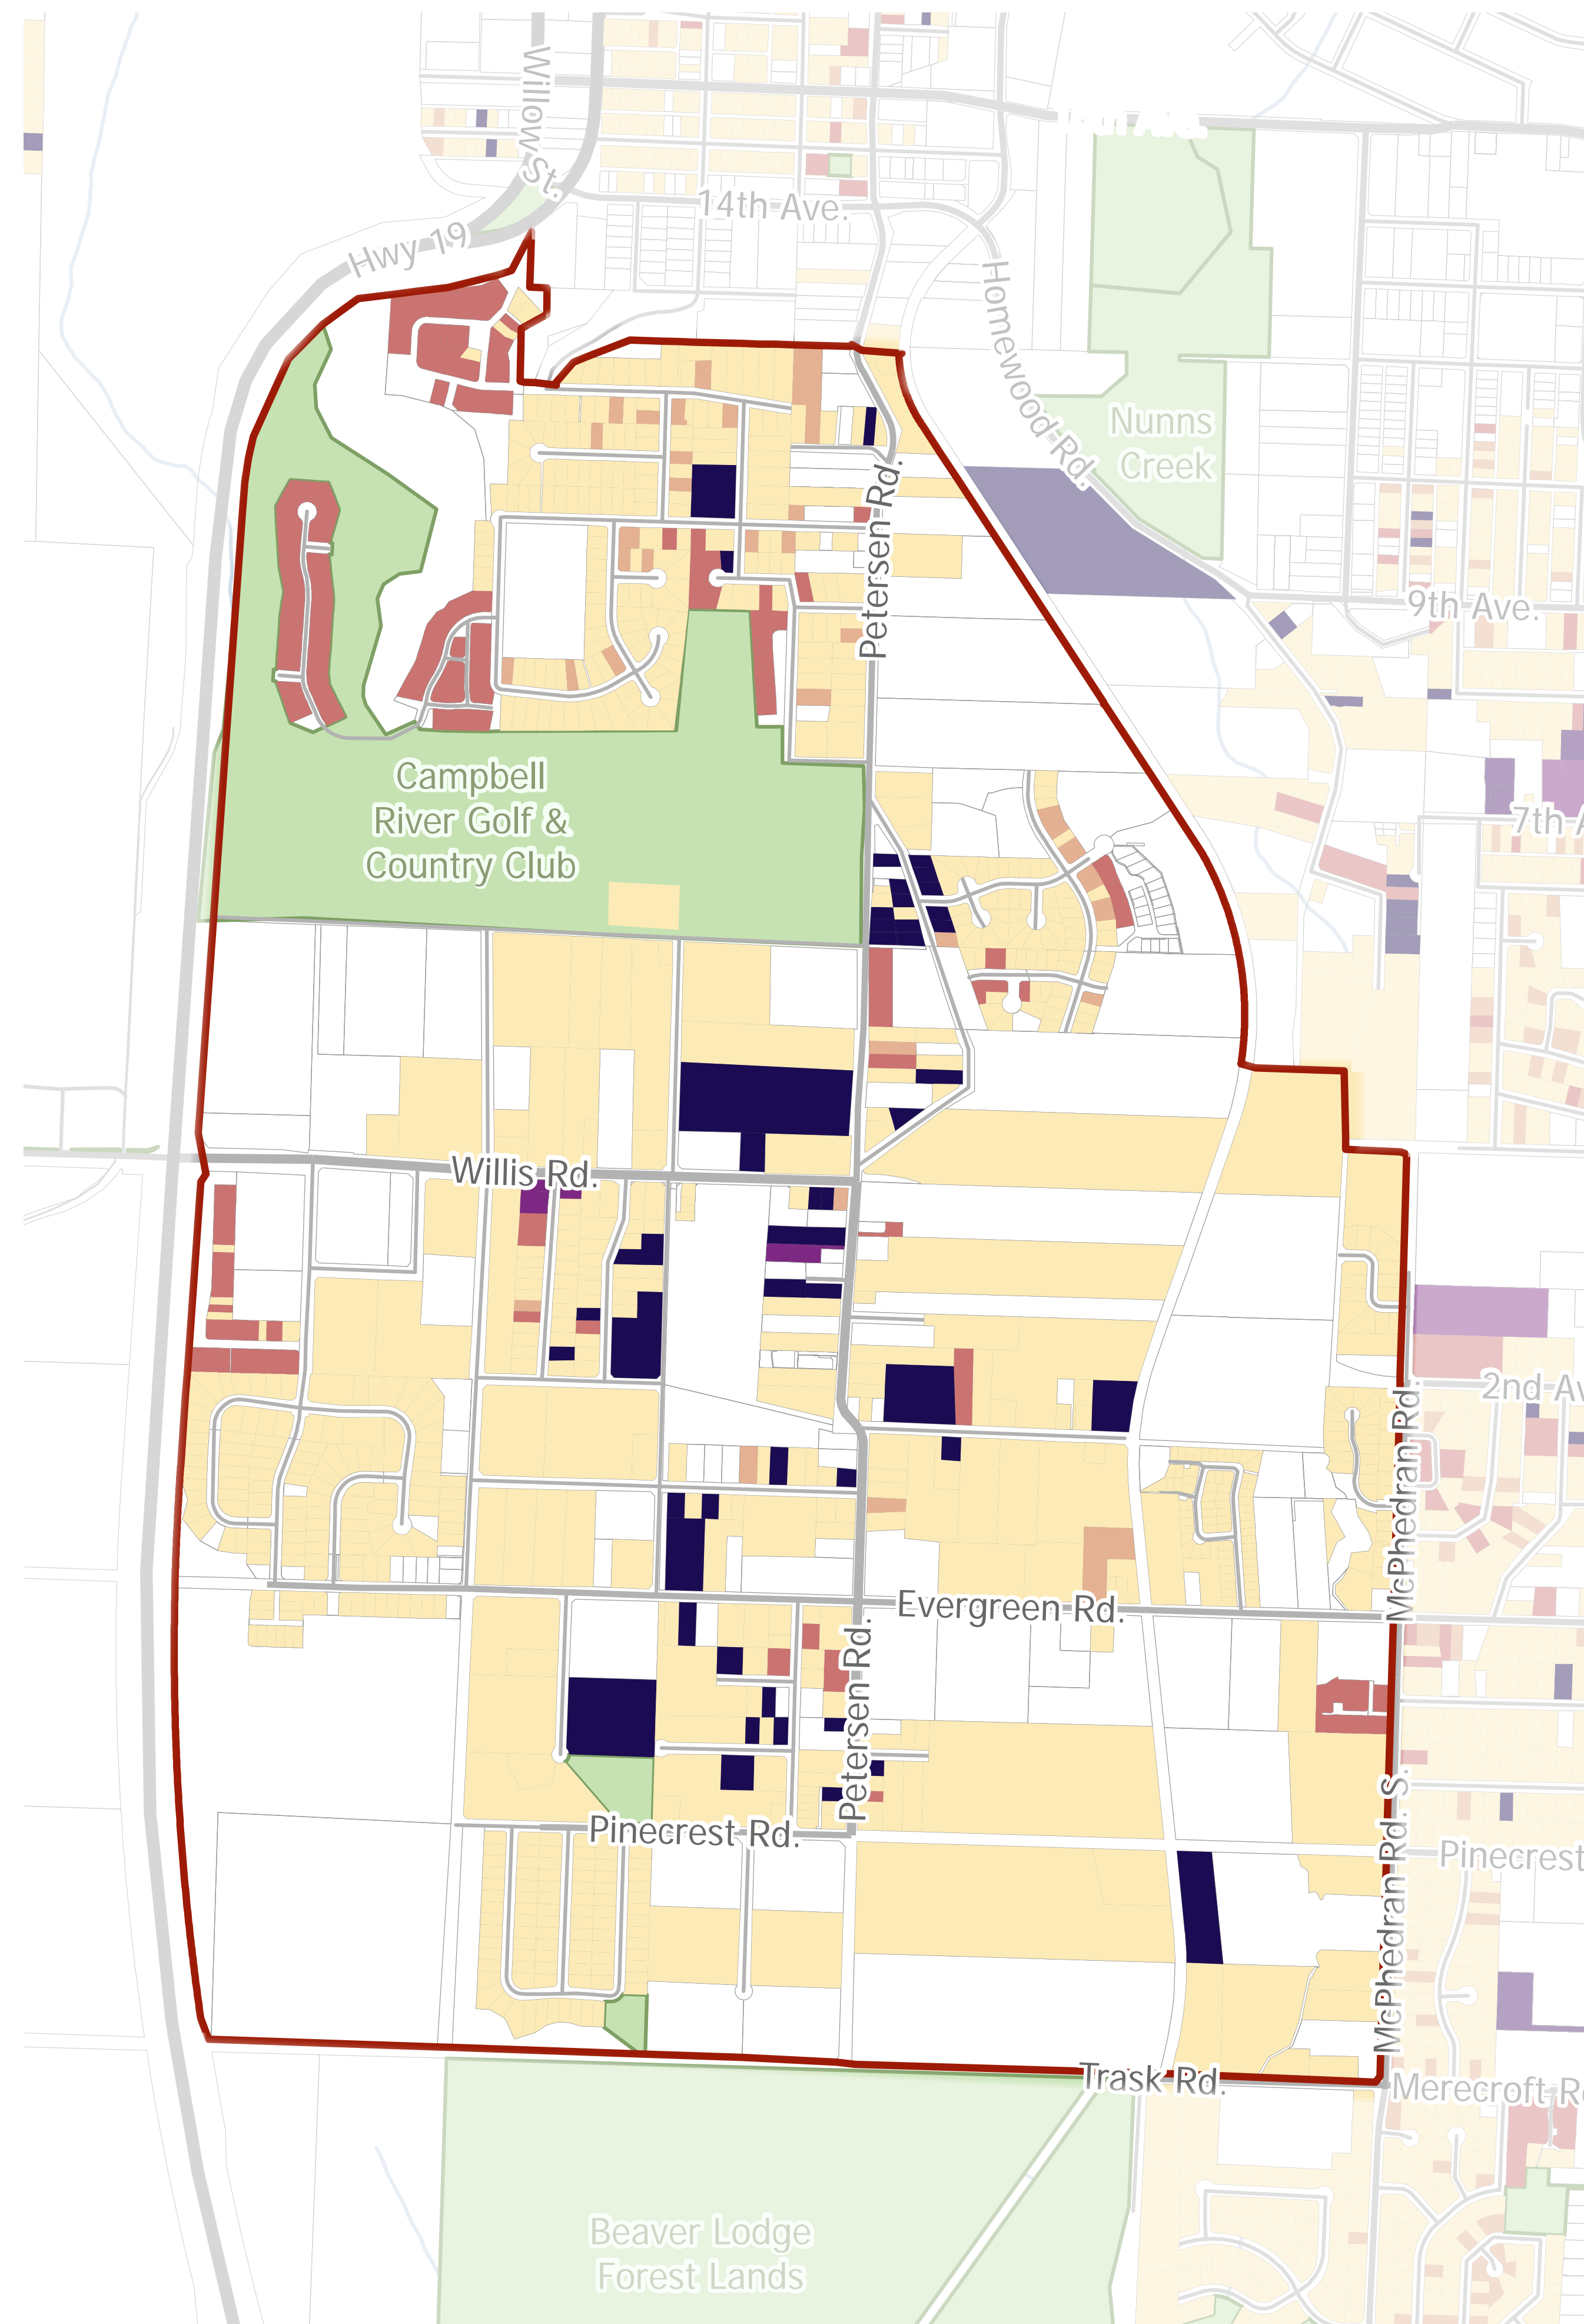 Willow St.
14th Ave.
Hwy 19
Homewood Rd.
Nunns
Creek
Petersen Rd.
9th Ave.
Campbell
River Golf &
Country Club
7th A
Willis Rd.
2nd Av
McPhedran Rd.
Evergreen Rd.
Petersen Rd.
Pinecrest Rd.
McPhedran Rd. S.
Pinecrest
Trask Rd.
Merecroft Ro
Beaver Lodge
Forest Lands